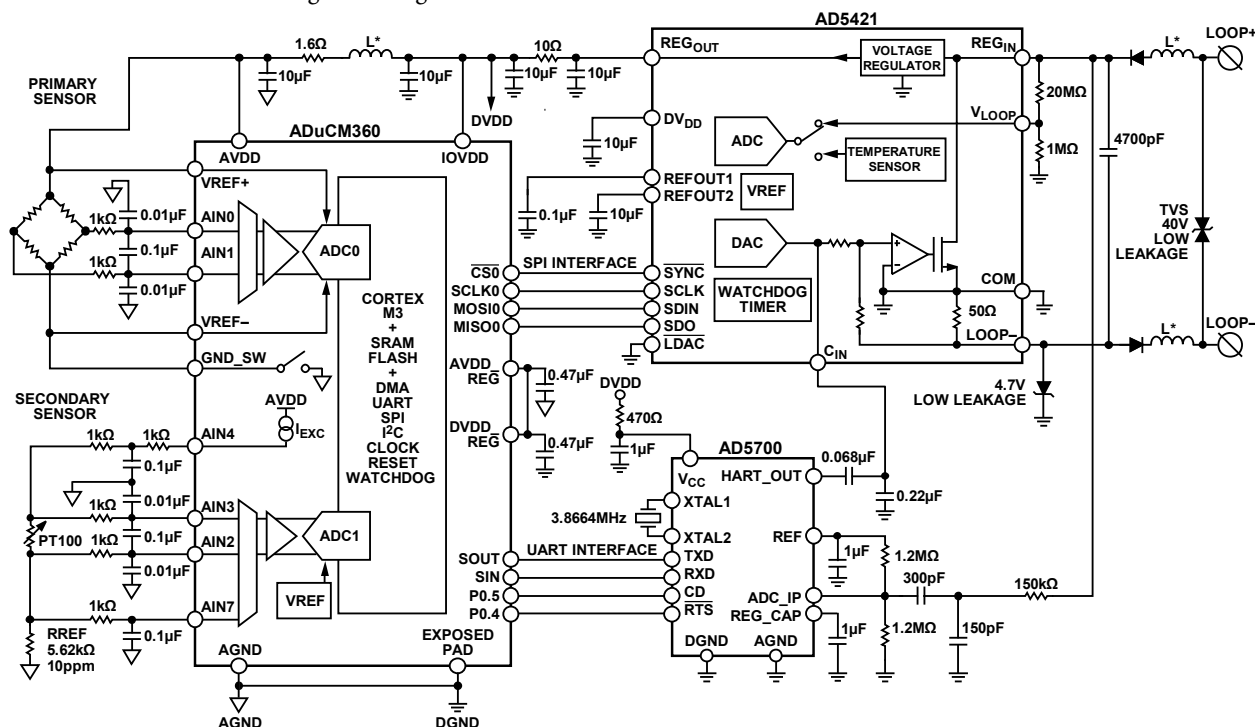 AD5421
LOOP+
1.6Ω
L*
10Ω
REGOUT
VOLTAGE
REGULATOR
REGIN
L*
10µF
10µF
10µF
10µF
PRIMARY
SENSOR
20MΩ
DVDD
DVDD
VLOOP
ADuCM360
10µF
ADC
1MΩ
4700pF
AVDD
IOVDD
TEMPERATURE
SENSOR
VREF+
REFOUT1
REFOUT2
VREF
1kΩ
0.01µF
AIN0
0.1µF
10µF
TVS
40V
LOW
LEAKAGE
0.1µF
AIN1
ADC0
DAC
1kΩ
0.01µF
CS0
SPI INTERFACE
SYNC
COM
CORTEX
M3
+
SRAM
FLASH
+
DMA
UART
SPI
I2C
CLOCK
RESET
WATCHDOG
SCLK0
SCLK
WATCHDOG
TIMER
50Ω
MOSI0
SDIN
VREF–
MISO0
SDO
LOOP–
L*
LOOP–
LDAC
GND_SW
CIN
AVDD_
REG
0.47µF
DVDD
4.7V
LOW LEAKAGE
SECONDARY
SENSOR
AVDD
470Ω
1kΩ
1kΩ
AIN4
IEXC
DVDD_
REG
0.47µF
1µF
AD5700
0.068µF
0.1µF
VCC
HART_OUT
0.22µF
0.01µF
XTAL1
1kΩ
AIN3
3.8664MHz
PT100
0.1µF
XTAL2
REF
1kΩ
AIN2
ADC1
SOUT
UART INTERFACE
TXD
1µF
1.2MΩ
0.01µF
SIN
RXD
300pF
150kΩ
1kΩ
AIN7
VREF
P0.5
CD
ADC_IP
P0.4
RTS
REG_CAP
RREF
5.62kΩ
10ppm
0.1µF
EXPOSED
PAD
1µF
1.2MΩ
150pF
AGND
DGND
AGND
AGND
DGND